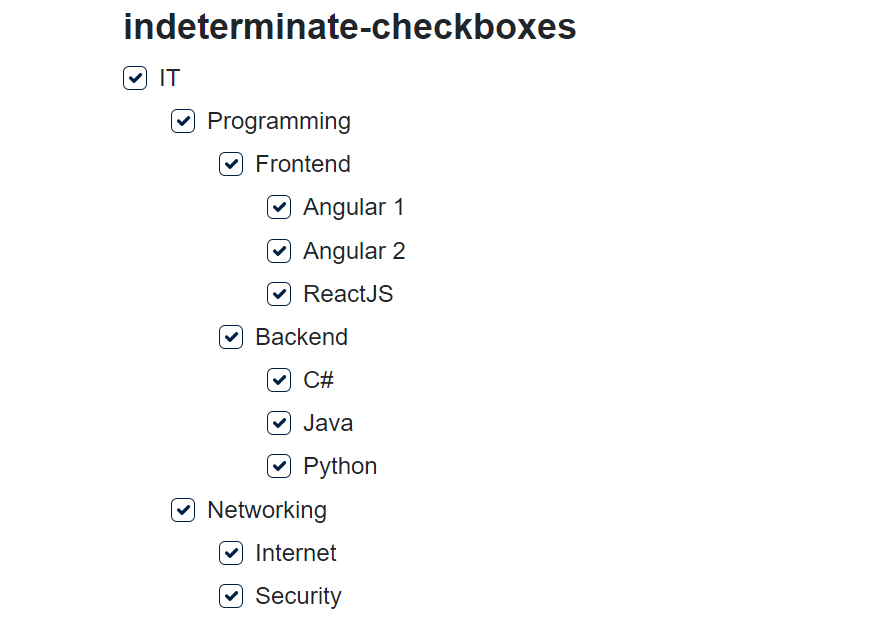 indeterminate-checkboxes
IT
Programming
Frontend
Angular 1
Angular 2
ReactJS
Backend
C#
Java
Python
Networking
Internet
Security